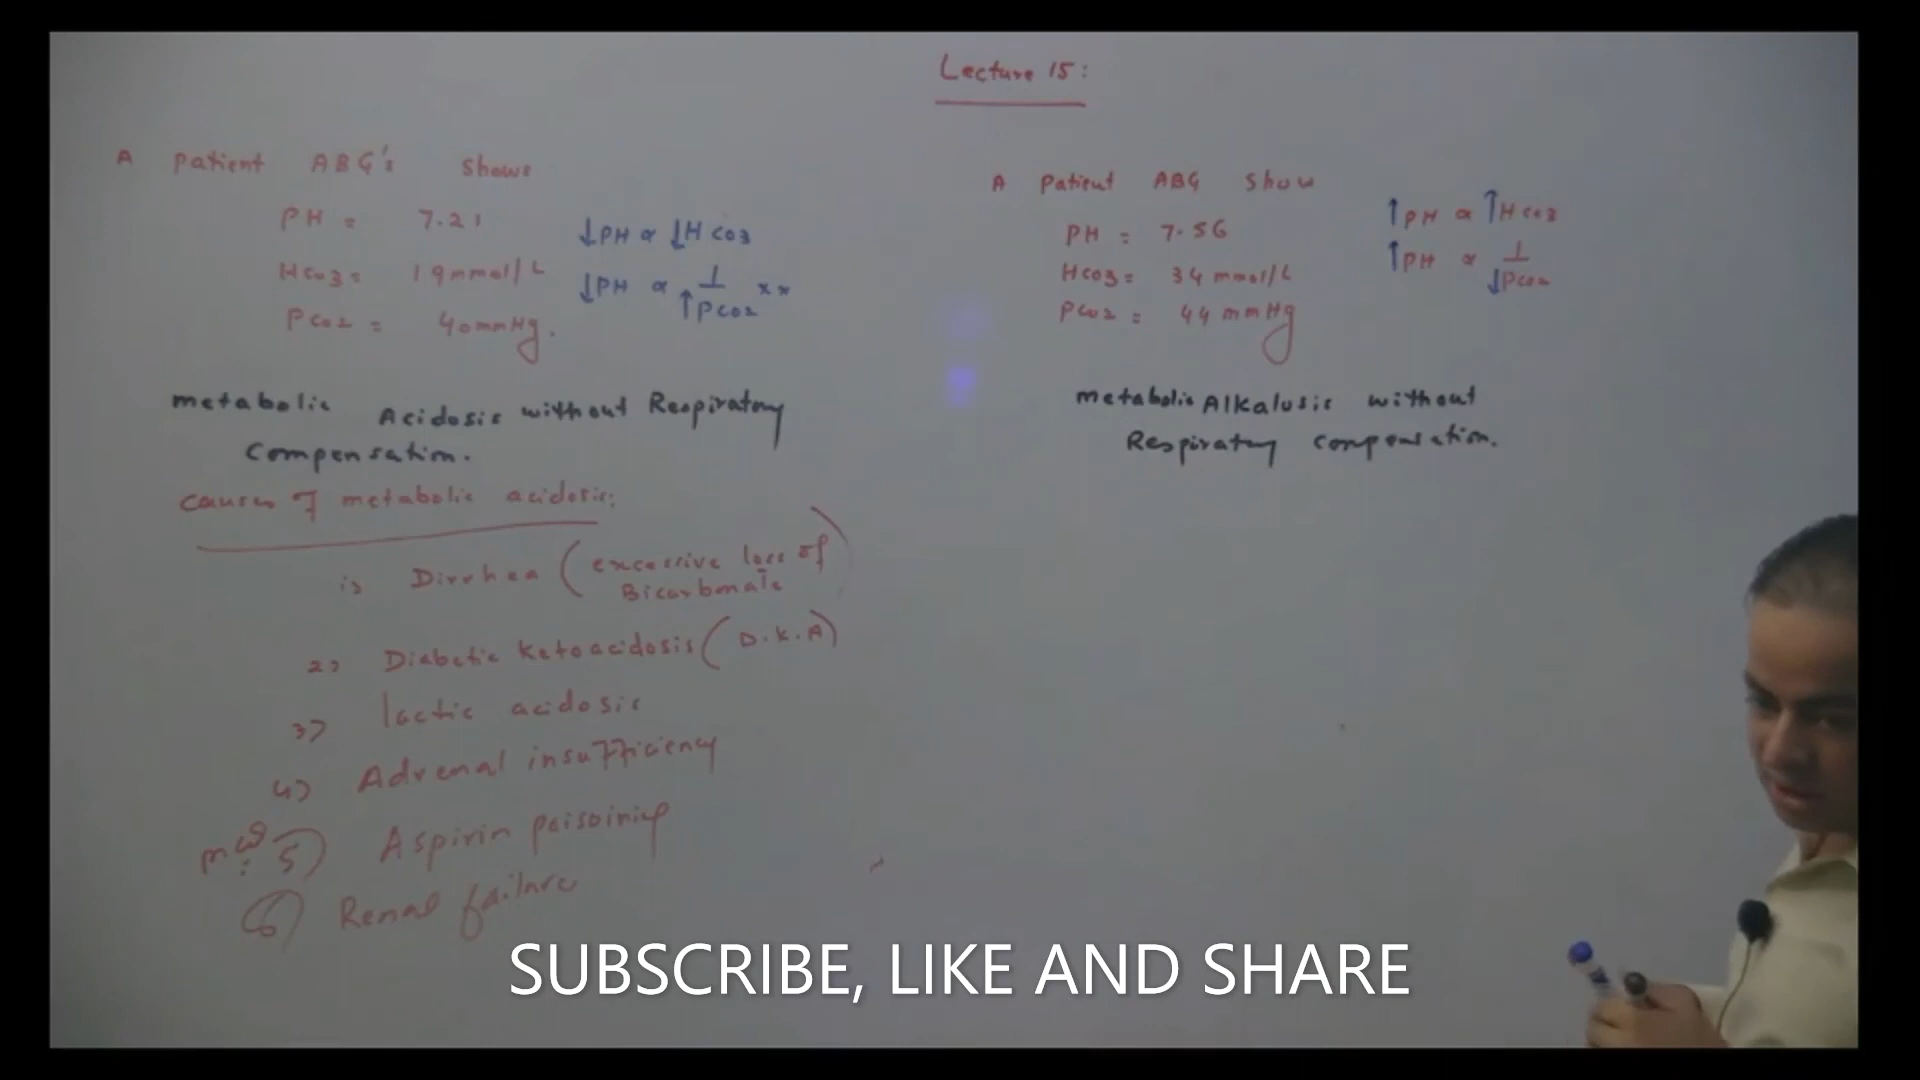 Lecture 15:
A Patient ABG's Shows
PH = 7.21
HCO3 = 19mmol/L
PCO2 = 40mmHg.
↓PH α ↓HCO3
↓PH α 1/↑PCO2 xx
metabolic Acidosis without Respiratory
Compensation.
causes of metabolic acidosis:
1) Dirrhea (excessive loss of
Bicarbonate)
2) Diabetic Ketoacidosis (D.K.A)
3) lactic acidosis
4) Adrenal insufficiency
5) Aspirin
6) Renal failure
A Patient ABG Show
PH = 7.56
HCO3 = 34 mmol/L
PCO2 = 44 mmHg
↑PH α ↑HCO3
↑PH α 1/↓PCO2
metabolic Alkalosis without
Respiratory compensation.
SUBSCRIBE, LIKE AND SHARE